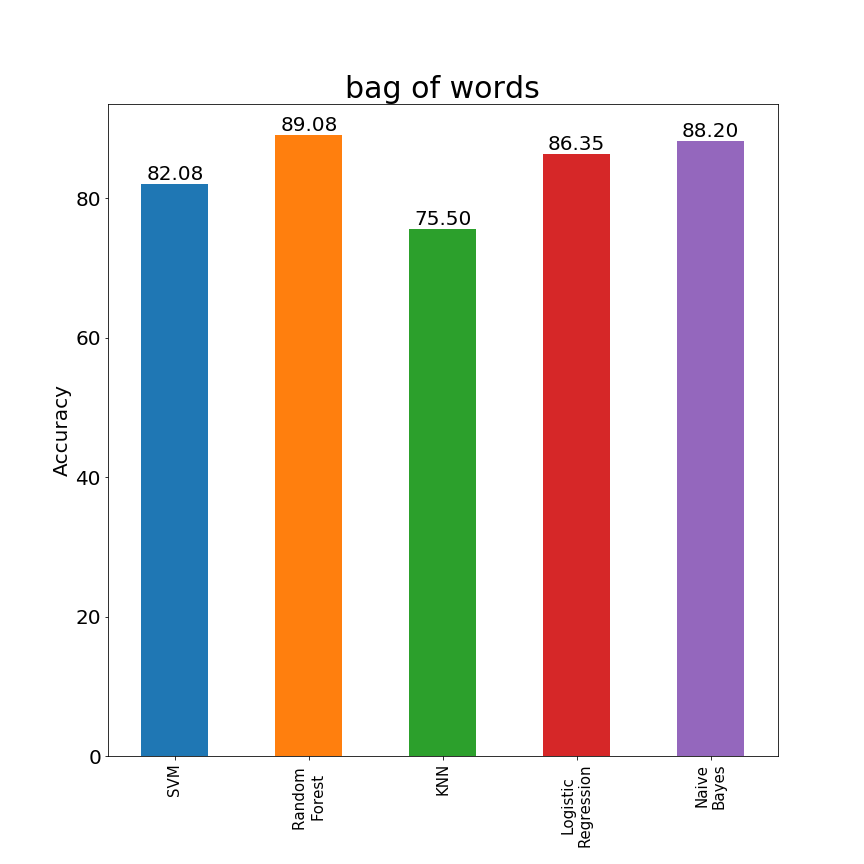 bag of words
89.08
88.20
86.35
82.08
75.50
80
60
40
20
0
Accuracy
SVM
Random
Forest
KNN
Logistic
Regression
Naive
Bayes